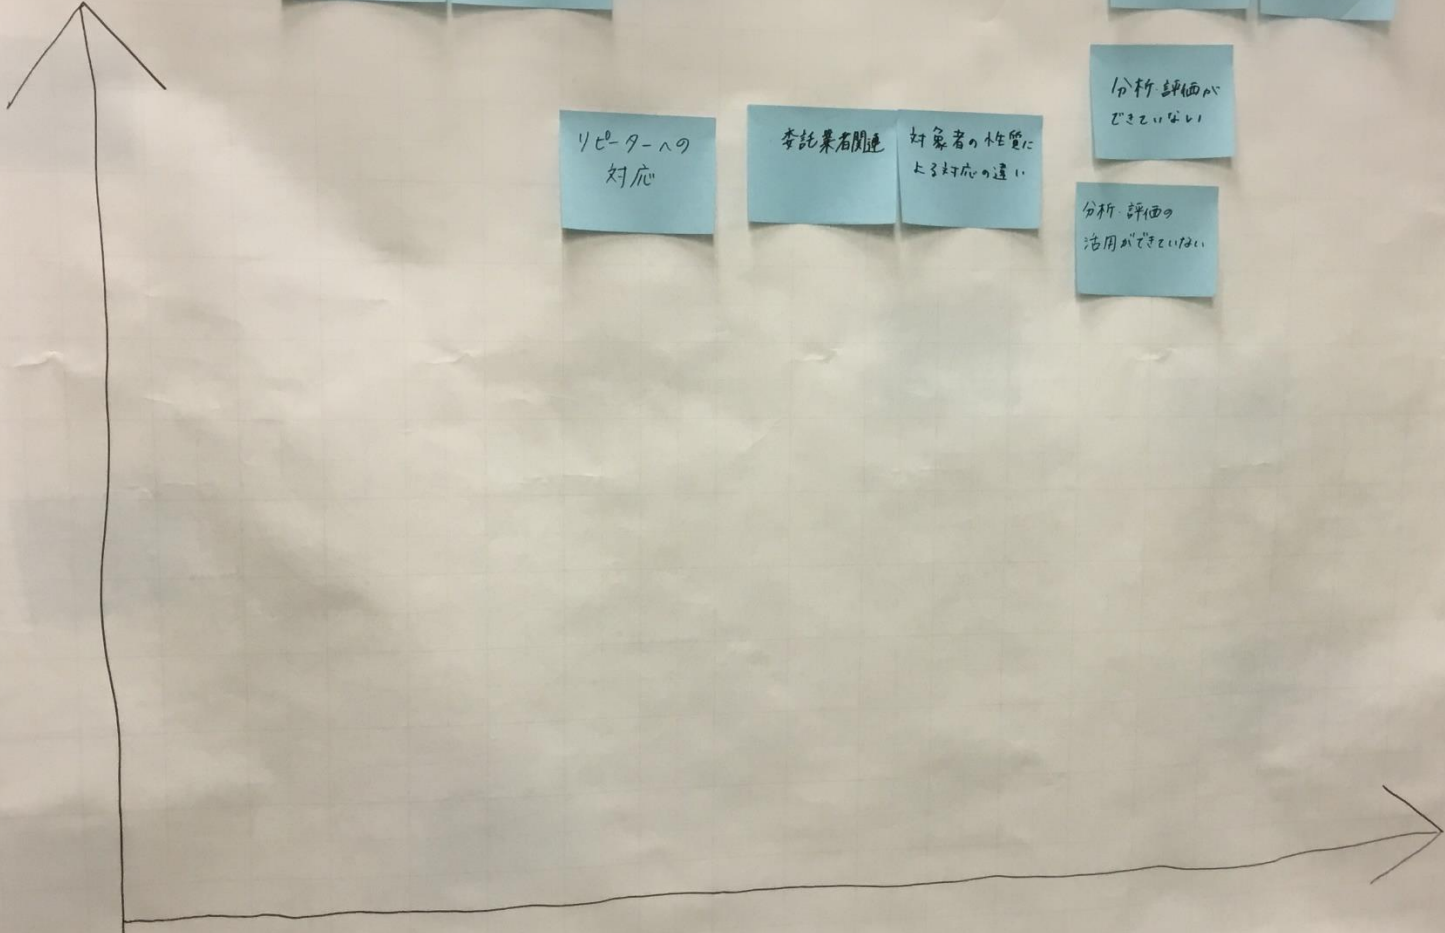 リピーターへの
対応
委託業者関連
対象者の性質に
よる対応の違い
分析・評価が
できていない
分析・評価の
活用ができていない